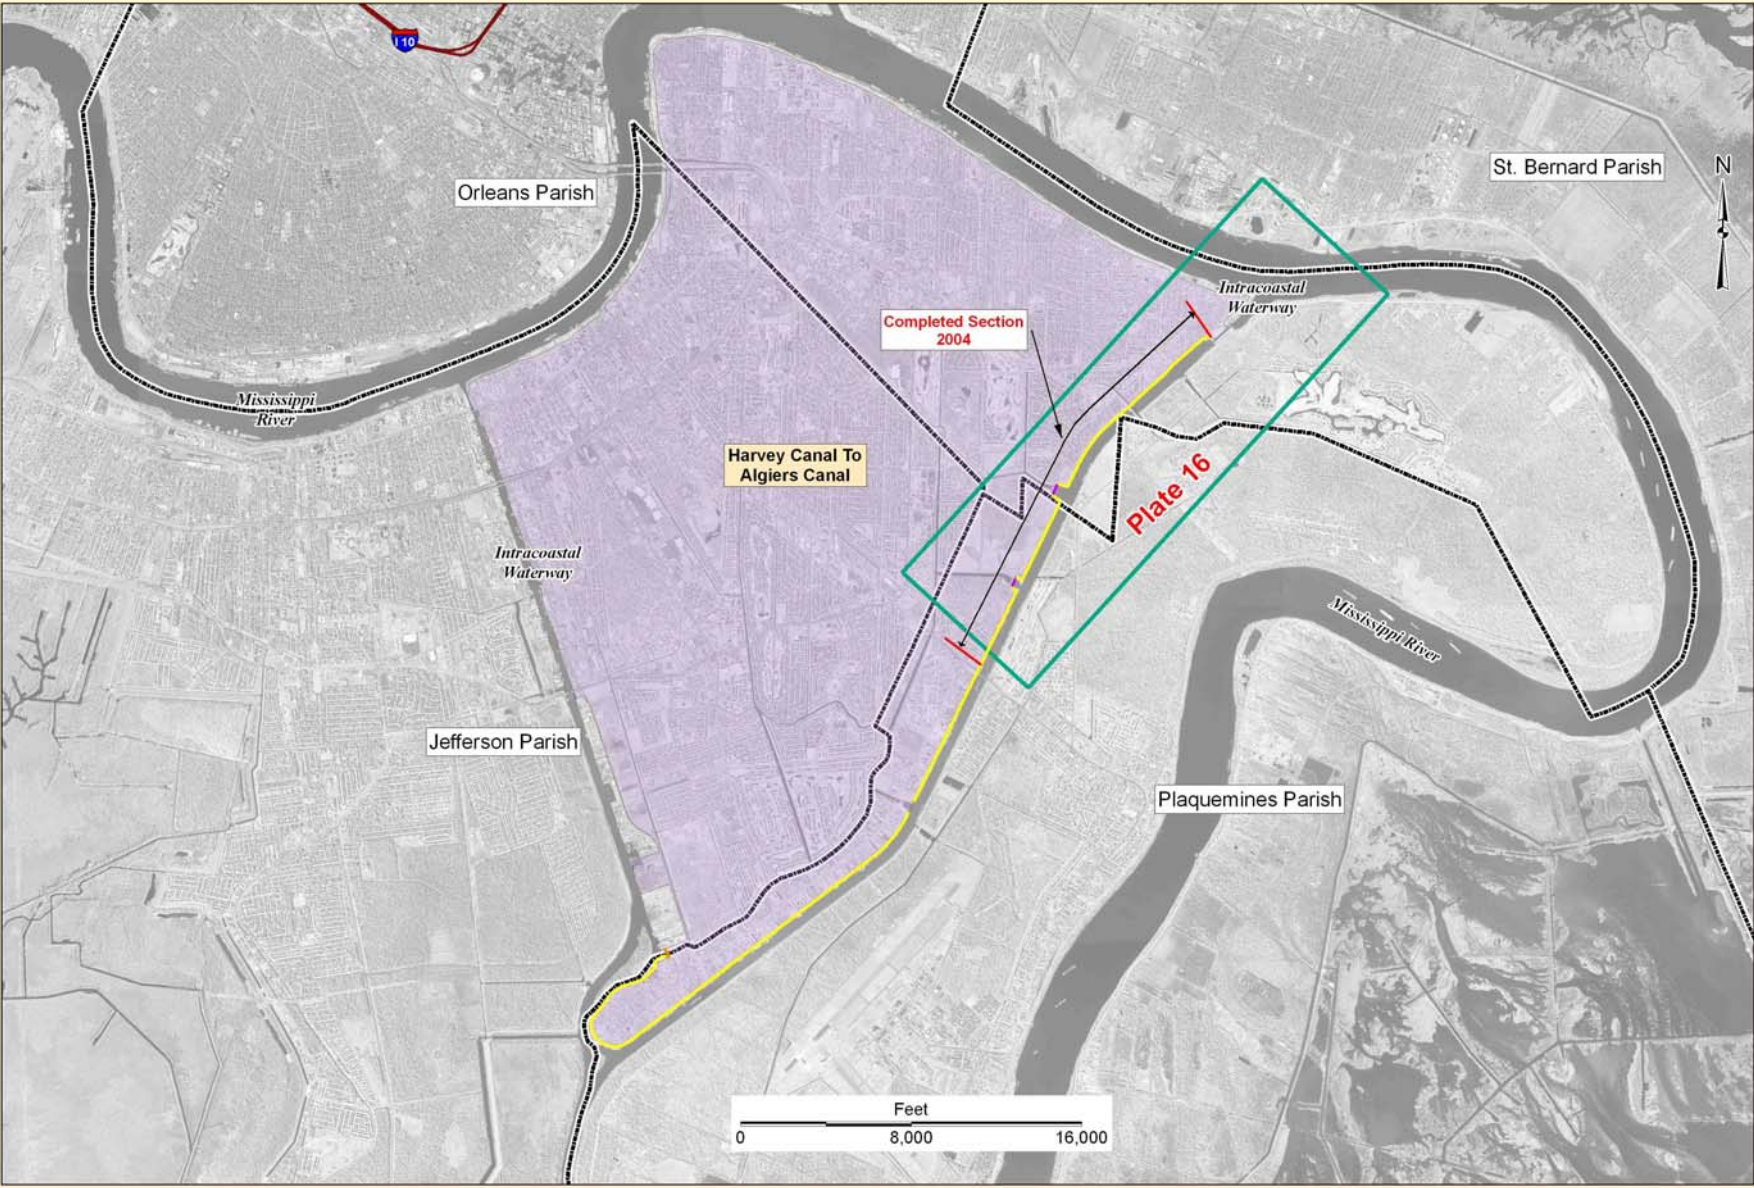 I 10
N
St. Bernard Parish
Orleans Parish
Intracoastal
Waterway
Completed Section
2004
Mississippi
River
Harvey Canal To
Algiers Canal
Plate 16
Intracoastal
Waterway
Mississippi River
Jefferson Parish
Plaquemines Parish
Feet
0 8,000 16,000